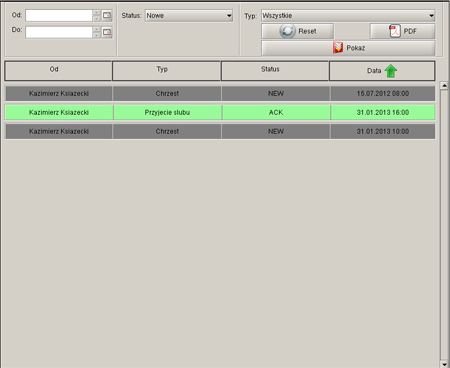 Od: Status: Nowe Typ: Wszystkie
Do: Reset PDF
Pokaż
Od Typ Status Data
Kazimierz Ksiazecki Chrzest NEW 15.07.2012 08:00
Kazimierz Ksiazecki Przyjecie slubu ACK 31.01.2013 16:00
Kazimierz Ksiazecki Chrzest NEW 31.01.2013 10:00